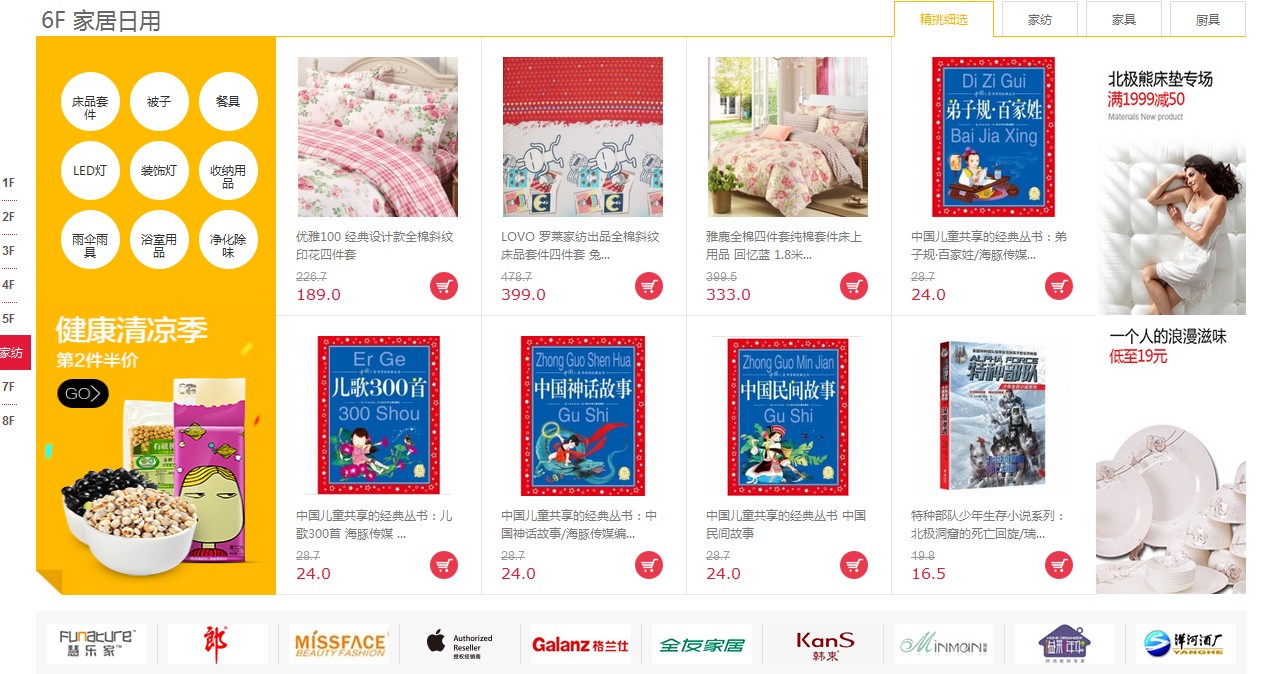 6F 家居日用
精挑细选
家纺
家具
厨具
1F
2F
3F
4F
5F
家纺
7F
8F
床品套
件
被子
餐具
LED灯
装饰灯
收纳用
品
雨伞雨
具
浴室用
品
净化除
味
健康清凉季
第2件半价
GO
优雅100 经典设计款全棉斜纹
印花四件套
226.7
189.0
LOVO 罗莱家纺出品全棉斜纹
床品套件四件套 兔...
478.7
399.0
雅鹿全棉四件套纯棉套件床上
用品 回忆蓝 1.8米...
399.5
333.0
Di Zi Gui
弟子规·百家姓
Bai Jia Xing
中国儿童共享的经典丛书：弟
子规·百家姓/海豚传媒...
28.7
24.0
Er Ge
儿歌300首
300 Shou
中国儿童共享的经典丛书：儿
歌300首 海豚传媒 ...
28.7
24.0
Zhong Guo Shen Hua
中国神话故事
Gu Shi
中国儿童共享的经典丛书：中
国神话故事/海豚传媒编...
28.7
24.0
Zhong Guo Min Jian
中国民间故事
Gu Shi
中国儿童共享的经典丛书 中国
民间故事
28.7
24.0
ALPHA FORCE
特种部队
特种部队少年生存小说系列：
北极洞窟的死亡回旋/瑞...
19.8
16.5
北极熊床垫专场
满1999减50
Materials New product
一个人的浪漫滋味
低至19元
FUNATURE
慧乐家™
郎
MISSFACE
BEAUTY FASHION
Authorized
Reseller
授权经销商
Galanz 格兰仕
全友家居
KanS
韩束
MINMAN
益采年华
洋河酒厂
YANGHE